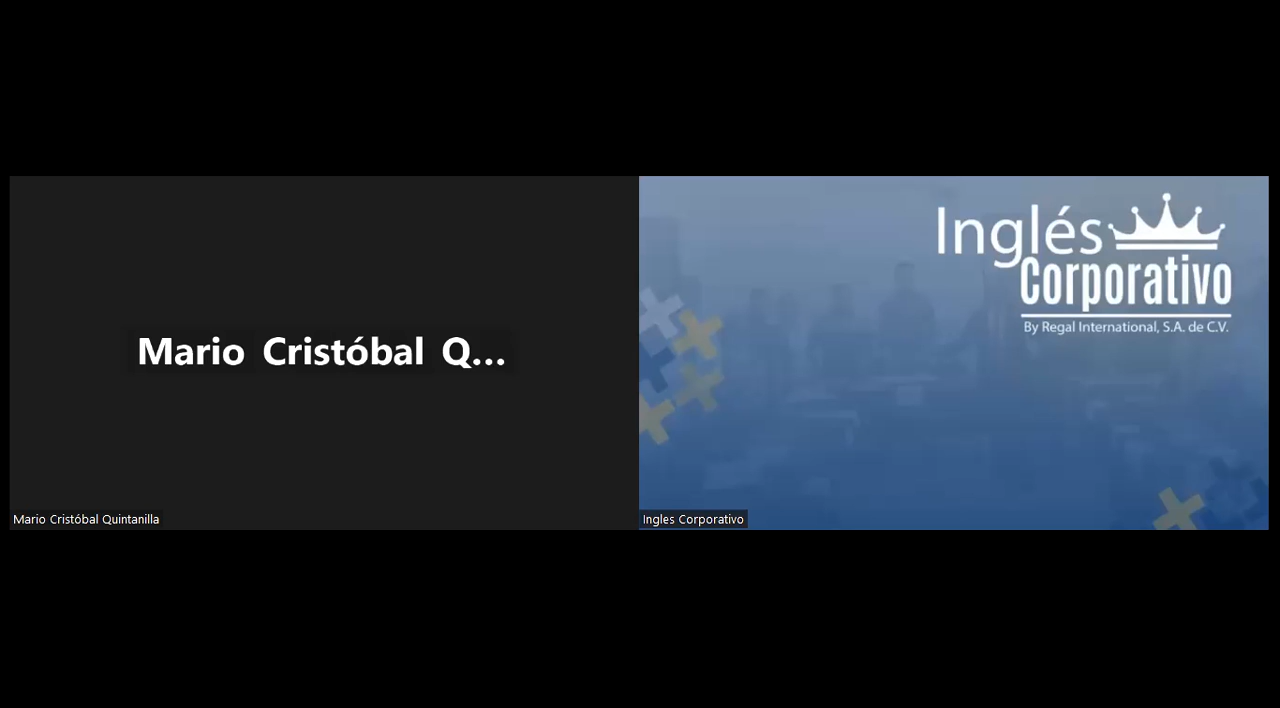 Mario Cristóbal Q...
Mario Cristóbal Quintanilla
Inglés
Corporativo
By Regal International, S.A. de C.V.
Ingles Corporativo